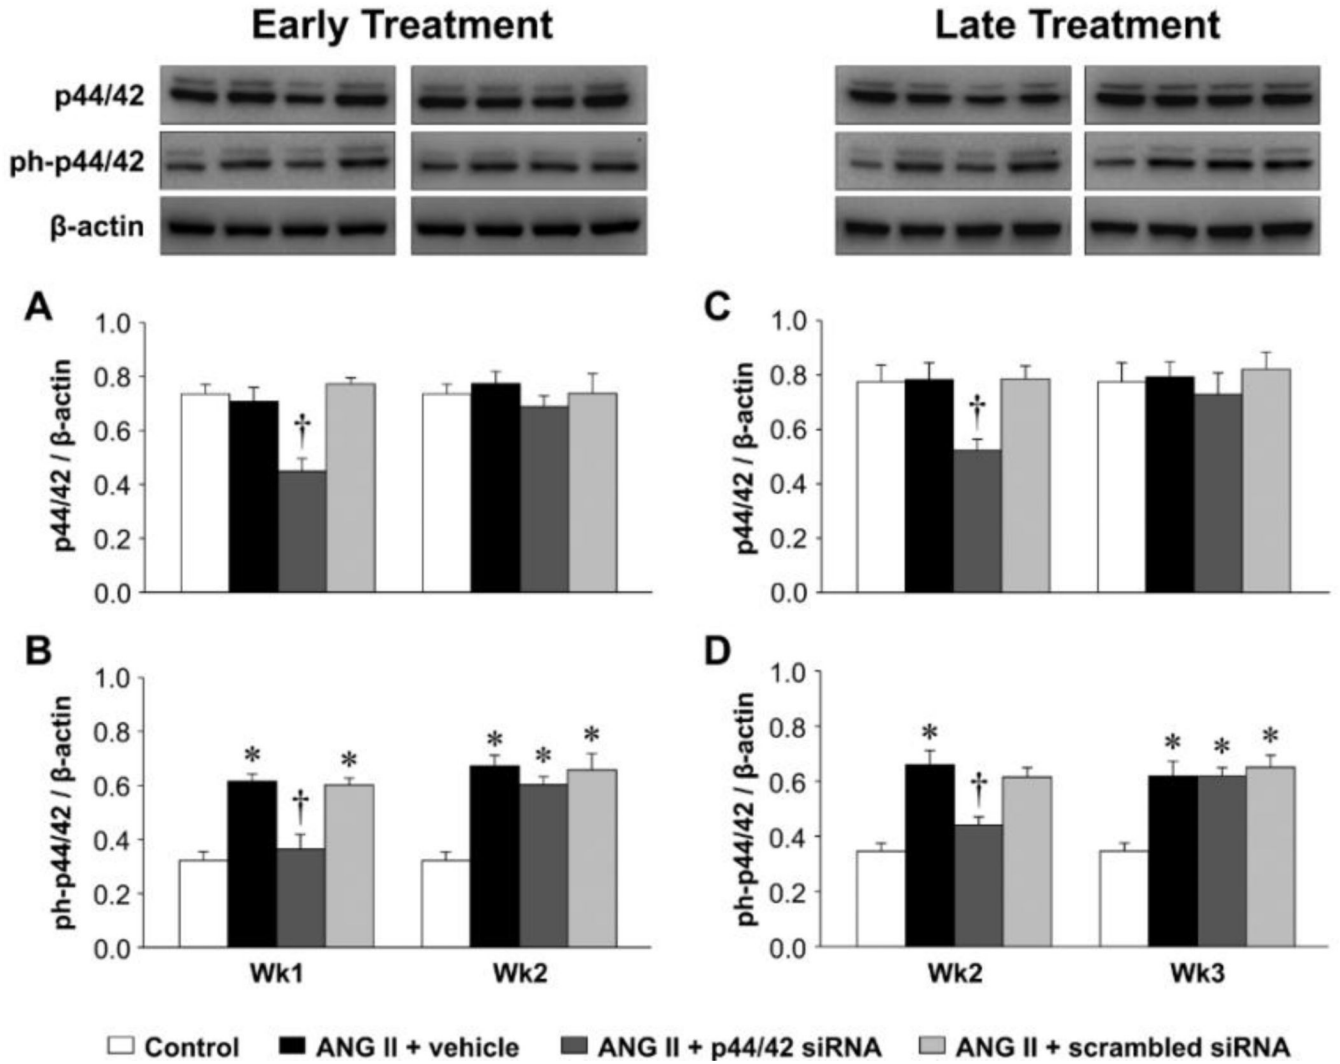 Early Treatment
Late Treatment
p44/42
ph-p44/42
β-actin
A
1.0
0.8
0.6
0.4
0.2
0.0
p44/42 / β-actin
†
C
1.0
0.8
0.6
0.4
0.2
0.0
p44/42 / β-actin
†
B
1.0
0.8
0.6
0.4
0.2
0.0
ph-p44/42 / β-actin
* † *
* * *
Wk1 Wk2
D
1.0
0.8
0.6
0.4
0.2
0.0
ph-p44/42 / β-actin
* †
* * *
Wk2 Wk3
Control ANG II + vehicle ANG II + p44/42 siRNA ANG II + scrambled siRNA